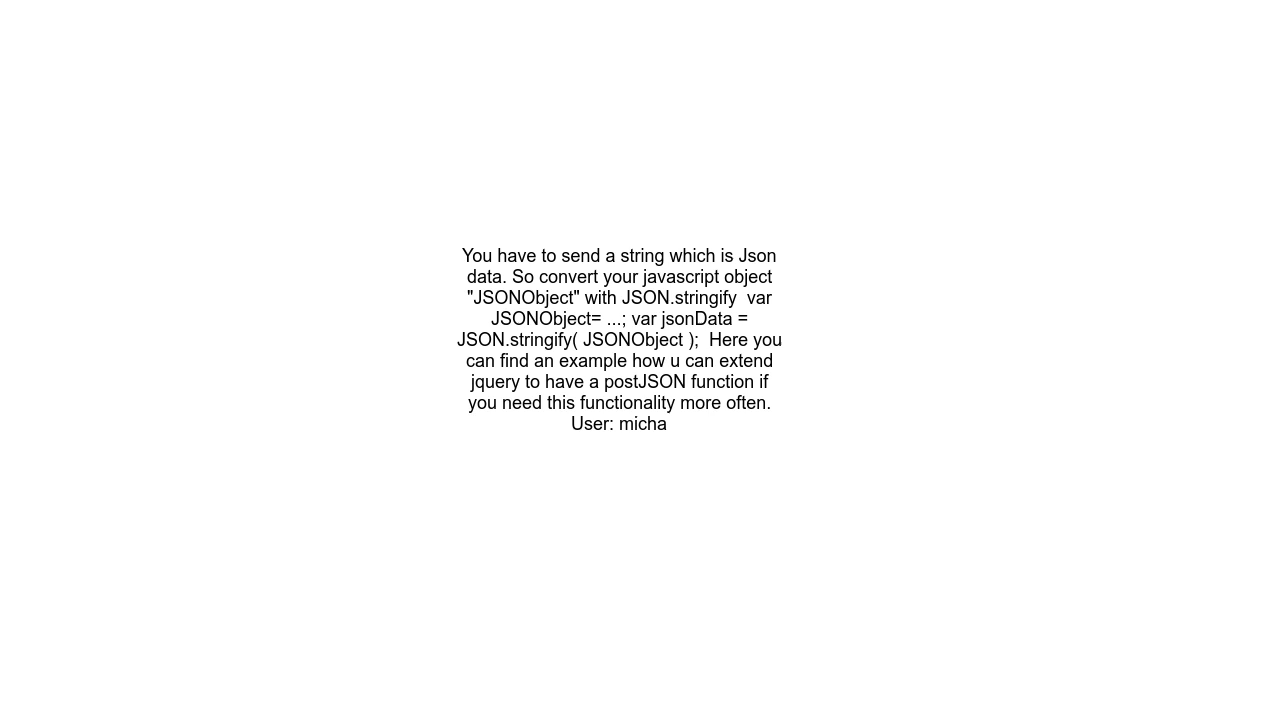 You have to send a string which is Json
data. So convert your javascript object
"JSONObject" with JSON.stringify  var
JSONObject= ...; var jsonData =
JSON.stringify( JSONObject );  Here you
can find an example how u can extend
jquery to have a postJSON function if
you need this functionality more often.
User: micha